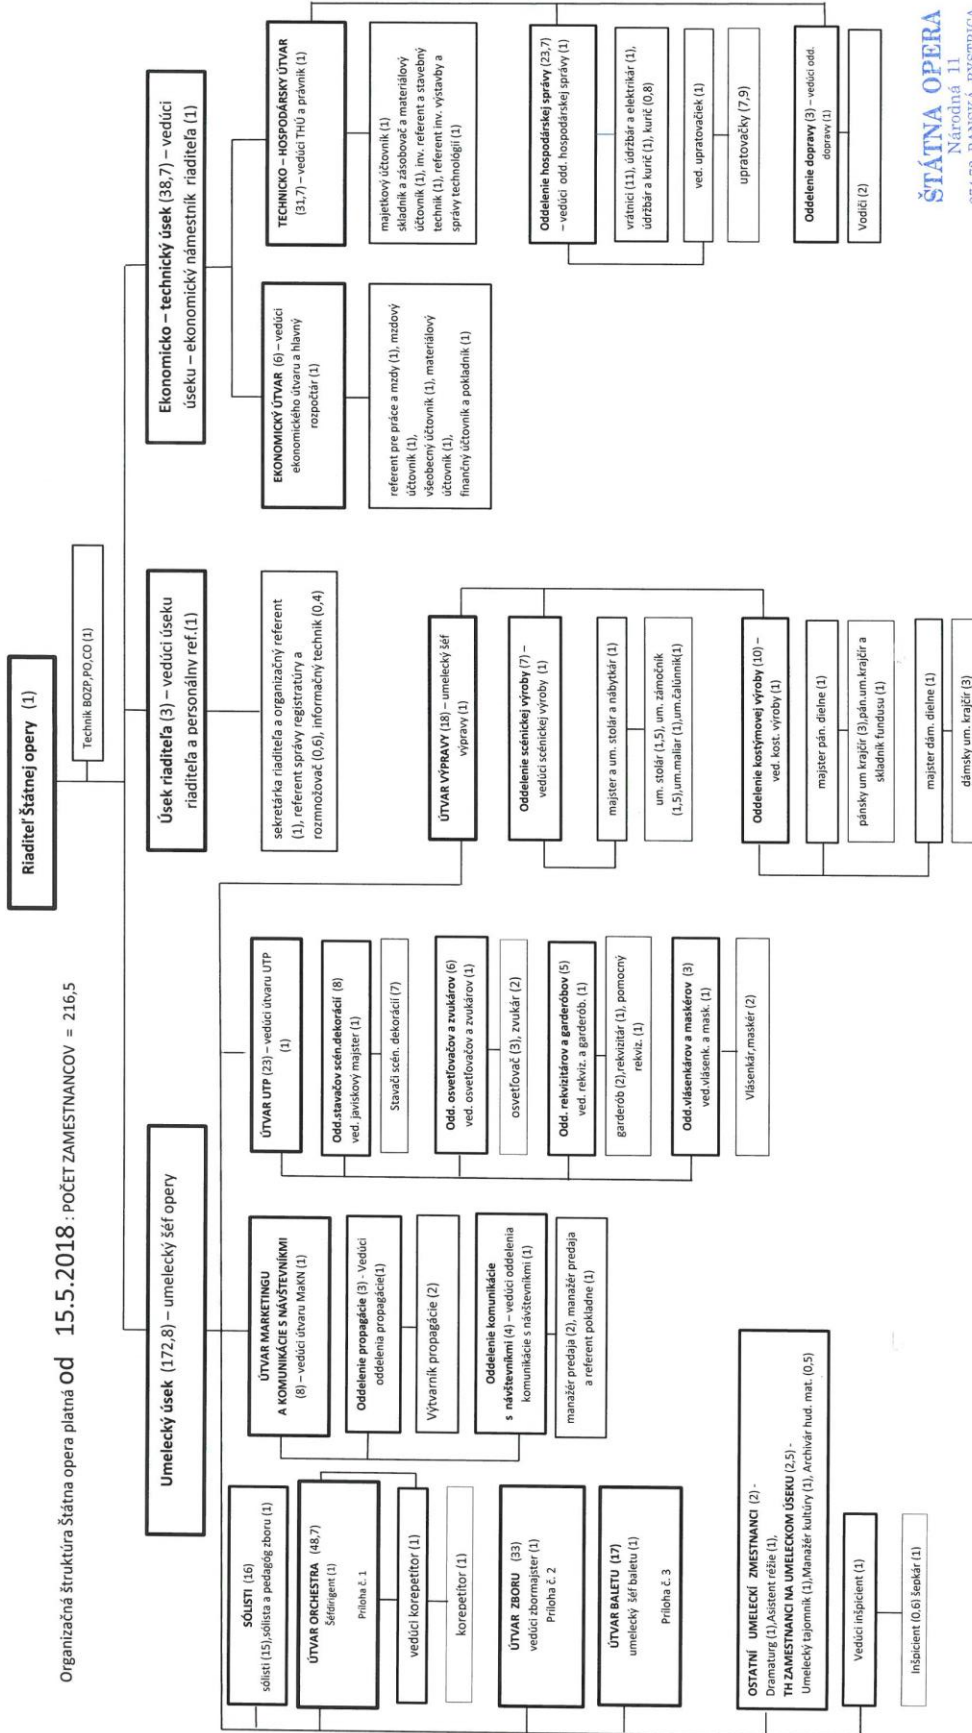 Organizačná štruktúra Štátna opera platná od 15.5.2018 : POČET ZAMESTNANCOV = 216,5
Riaditeľ Štátnej opery (1)
Technik BOZP,PO,CO (1)
Umelecký úsek (172,8) – umelecký šéf opery
Úsek riaditeľa (3) – vedúci úseku
riaditeľa a personálny ref.(1)
Ekonomicko – technický úsek (38,7) – vedúci
úseku – ekonomický námestník riaditeľa (1)
SÓLISTI (16)
sólisti (15),sólista a pedagóg zboru (1)
ÚTVAR ORCHESTRA (48,7)
Šéfdirigent (1)
Príloha č. 1
vedúci korepetítor (1)
korepetítor (1)
ÚTVAR ZBORU (33)
vedúci zbormajster (1)
Príloha č. 2
ÚTVAR BALETU (17)
umelecký šéf baletu (1)
Príloha č. 3
OSTATNÍ UMELECKÍ ZMESTNANCI (2) -
Dramaturg (1),Asistent réžie (1),
TH ZAMESTNANCI NA UMELECKOM ÚSEKU (2,5) -
Umelecký tajomník (1),Manažér kultúry (1), Archivár hud. mat. (0,5)
Vedúci inšpicient (1)
Inšpicient (0,6) šepkár (1)
ÚTVAR MARKETINGU
A KOMUNIKÁCIE S NÁVŠTEVNÍKMI
(8) – vedúci útvaru MaKN (1)
Oddelenie propagácie (3) - Vedúci
oddelenia propagácie(1)
Výtvarník propagácie (2)
Oddelenie komunikácie
s návštevníkmi (4) – vedúci oddelenia
komunikácie s návštevníkmi (1)
manažér predaja (2), manažér predaja
a referent pokladne (1)
ÚTVAR UTP (23) – vedúci útvaru UTP
(1)
Odd.stavačov scén.dekorácií (8)
ved. javiskový majster (1)
Stavači scén. dekorácií (7)
Odd. osvetľovačov a zvukárov (6)
ved. osvetľovačov a zvukárov (1)
osvetľovač (3), zvukár (2)
Odd. rekvizitárov a garderóbov (5)
ved. rekviz. a garderób. (1)
garderób (2),rekvizitár (1), pomocný
rekviz. (1)
Odd.vlásenkárov a maskérov (3)
ved.vlásenk. a mask. (1)
Vlásenkár,maskér (2)
sekretárka riaditeľa a organizačný referent
(1), referent správy registratúry a
rozmnožovač (0,6), informačný technik (0,4)
ÚTVAR VÝPRAVY (18) – umelecký šéf
výpravy (1)
Oddelenie scénickej výroby (7) –
vedúci scénickej výroby (1)
majster a um. stolár a nábytkár (1)
um. stolár (1,5), um. zámočník
(1,5),um.maliar (1),um.čalúnnik(1)
Oddelenie kostýmovej výroby (10) –
ved. kost. výroby (1)
majster pán. dielne (1)
pánsky um krajčír (3),pán.um.krajčír a
skladník fundusu (1)
majster dám. dielne (1)
dámsky um. krajčír (3)
EKONOMICKÝ ÚTVAR (6) – vedúci
ekonomického útvaru a hlavný
rozpočtár (1)
referent pre práce a mzdy (1), mzdový
účtovník (1),
všeobecný účtovník (1), materiálový
účtovník (1),
finančný účtovník a pokladník (1)
TECHNICKO – HOSPODÁRSKY ÚTVAR
(31,7) – vedúci THÚ a právnik (1)
majetkový účtovník (1)
skladník a zásobovač a materiálový
účtovník (1), inv. referent a stavebný
technik (1), referent inv. výstavby a
správy technológií (1)
Oddelenie hospodárskej správy (23,7)
– vedúci odd. hospodárskej správy (1)
vrátnici (11), údržbár a elektrikár (1),
údržbár a kurič (1), kurič (0,8)
ved. upratovačiek (1)
upratovačky (7,9)
Oddelenie dopravy (3) – vedúci odd.
dopravy (1)
Vodiči (2)
ŠTÁTNA OPERA
Národná 11